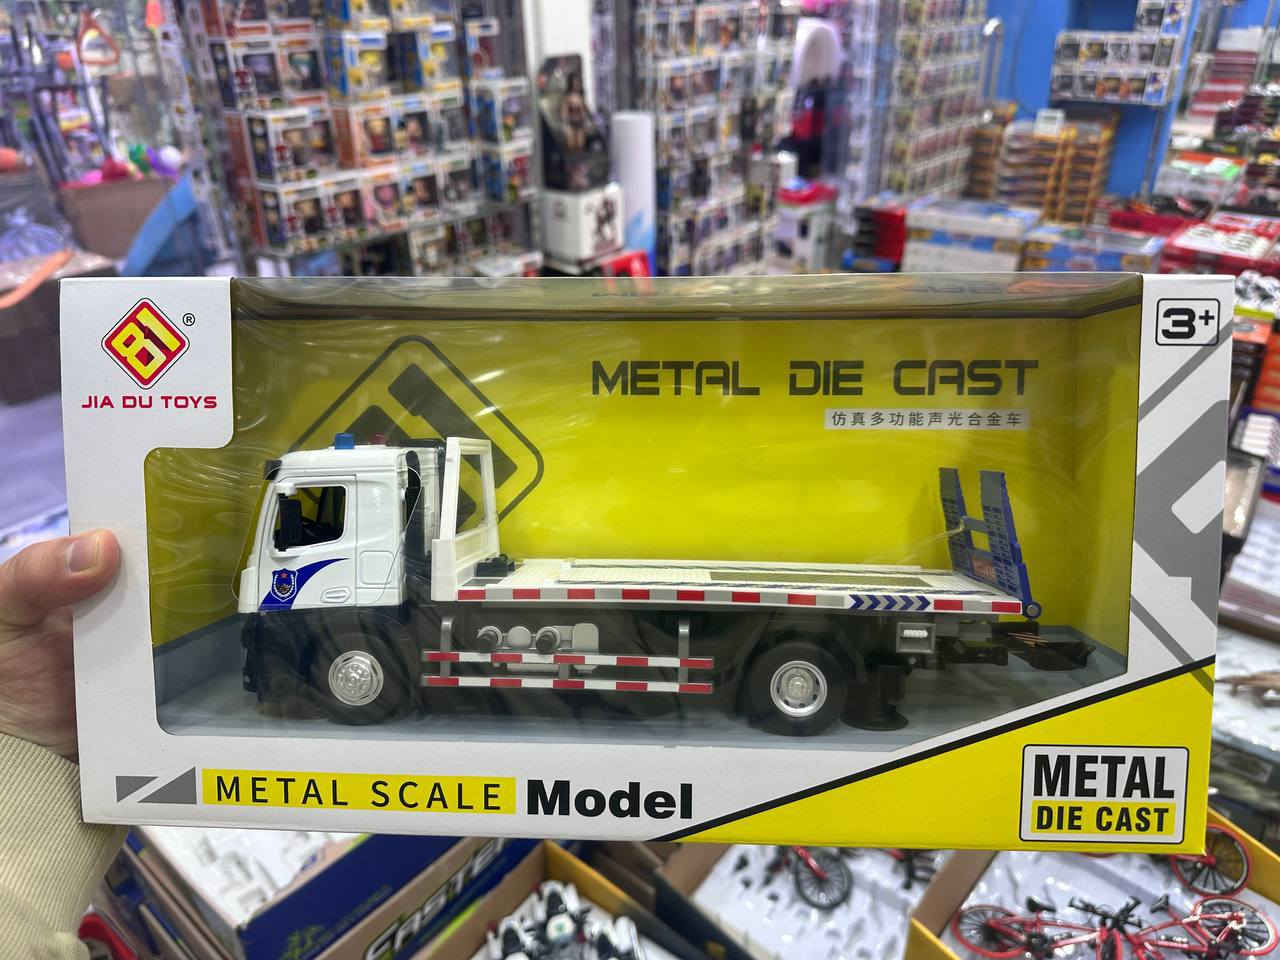 81
®
JIA DU TOYS
3+
METAL DIE CAST
仿真多功能声光合金车
METAL SCALE Model
METAL
DIE CAST